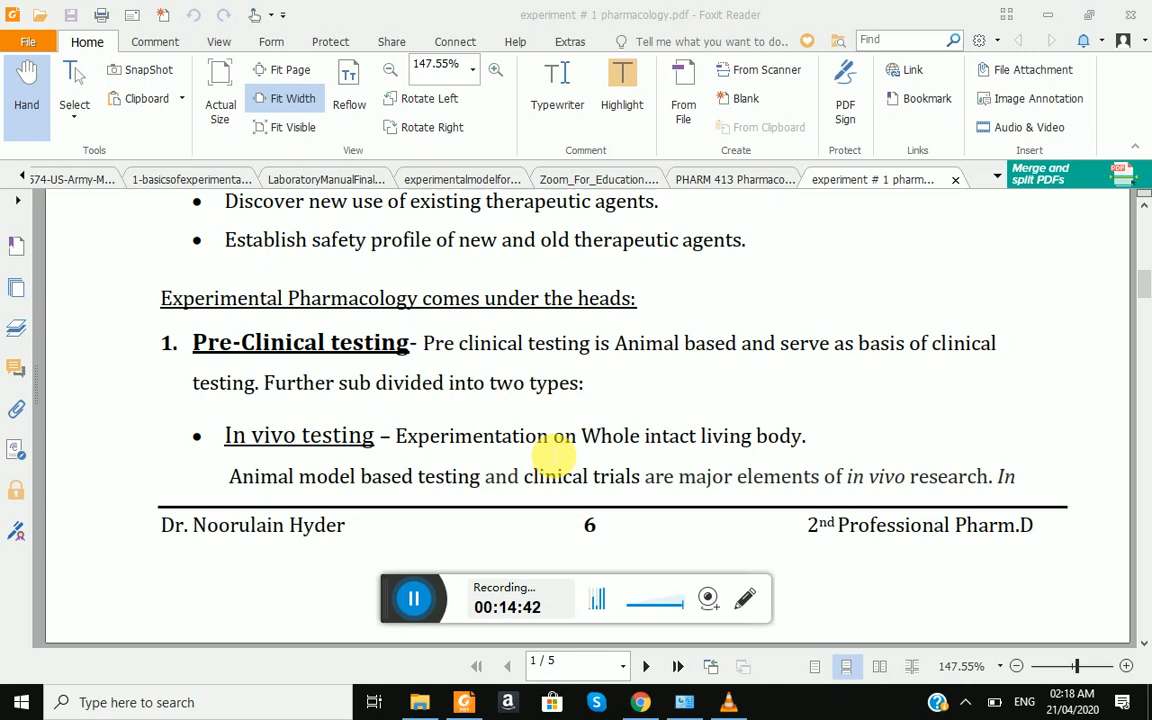 experiment # 1 pharmacology.pdf - Foxit Reader
File Home Comment View Form Protect Share Connect Help Extras Tell me what you want to do.. Find
Hand
Select
SnapShot
Clipboard
Tools
Actual Size
Fit Page
Fit Width
Fit Visible
Reflow
147.55%
Rotate Left
Rotate Right
View
Typewriter
Highlight
Comment
From File
From Scanner
Blank
From Clipboard
Create
PDF Sign
Protect
Link
Bookmark
Links
File Attachment
Image Annotation
Audio & Video
Insert
574-US-Army-M... 1-basicsofexperimenta... LaboratoryManualFinal... experimentalmodelfor... Zoom_For_Education.... PHARM 413 Pharmaco... experiment # 1 pharm...
Merge and
split PDFs
• Discover new use of existing therapeutic agents.
• Establish safety profile of new and old therapeutic agents.
Experimental Pharmacology comes under the heads:
1. Pre-Clinical testing- Pre clinical testing is Animal based and serve as basis of clinical
testing. Further sub divided into two types:
• In vivo testing – Experimentation on Whole intact living body.
Animal model based testing and clinical trials are major elements of in vivo research. In
Dr. Noorulain Hyder 6 2nd Professional Pharm.D
Recording...
00:14:42
1 / 5
147.55%
Type here to search
ENG
02:18 AM
21/04/2020